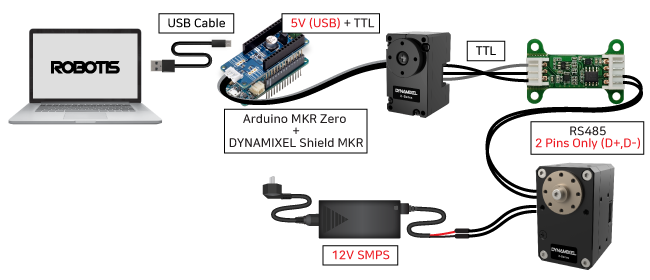 USB Cable
5V (USB) + TTL
ROBOTIS
TTL
DYNAMIXEL
Arduino MKR Zero
+
DYNAMIXEL Shield MKR
RS485
2 Pins Only (D+,D-)
12V SMPS
DYNAMIXEL